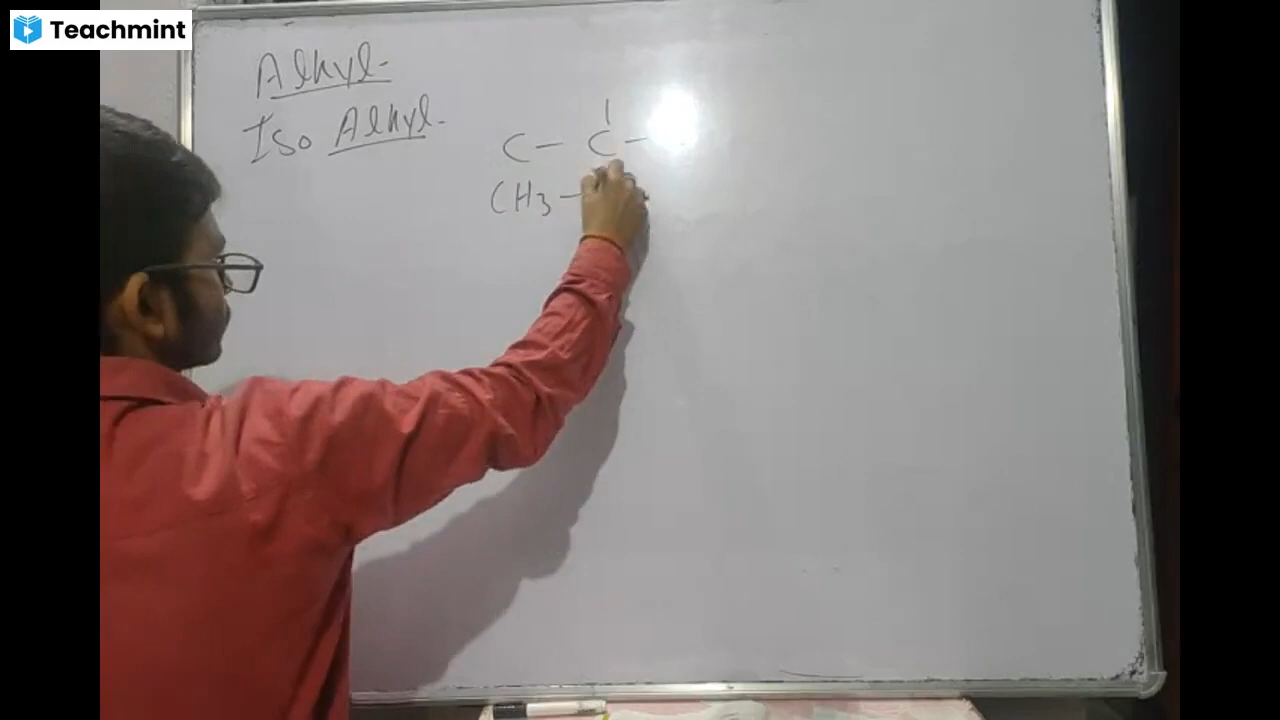 Teachmint
Alkyl-
Iso Alkyl-
C - C -
CH3 -